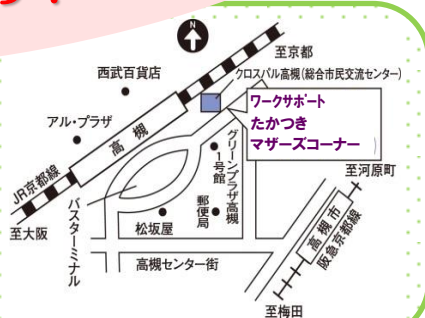 N
至京都
西武百貨店
クロスパル高槻(総合市民交流センター)
ワークサポート
たかつき
マザーズコーナー
アル・プラザ
高槻
グリーンプラザ高槻
1号館
至河原町
JR京都線
郵便局
バスターミナル
至大阪
松坂屋
高槻市
阪急京都線
高槻センター街
至梅田